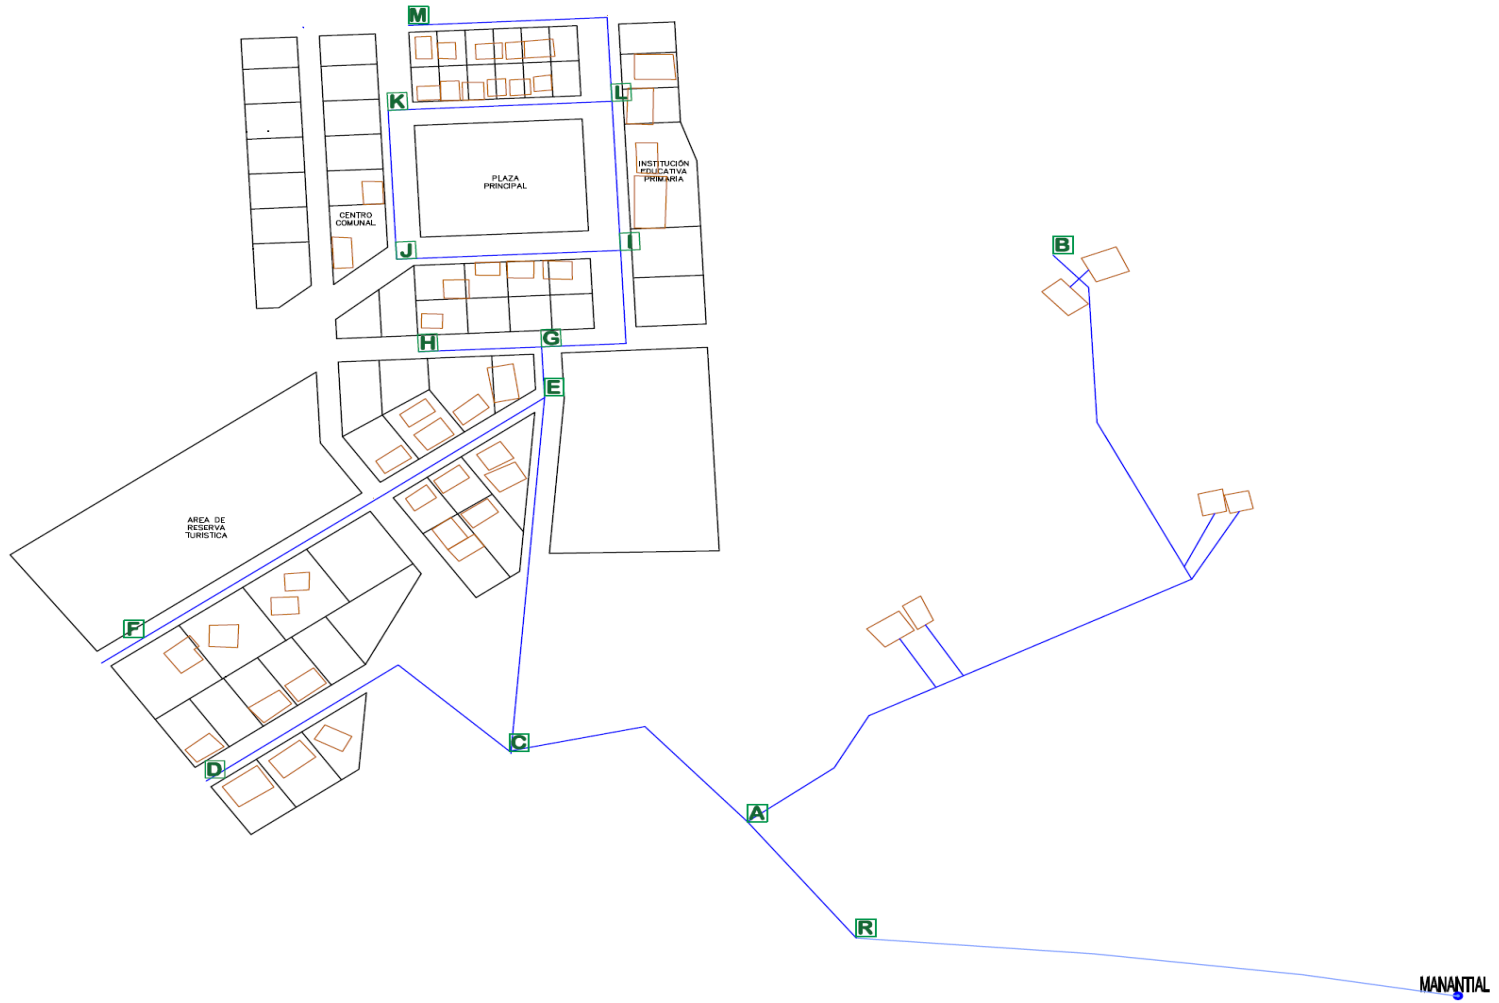 M
K
L
INSTITUCIÓN
EDUCATIVA
PRIMARIA
PLAZA
PRINCIPAL
CENTRO
COMUNAL
J
I
B
H
G
E
AREA DE
RESERVA
TURISTICA
F
C
D
A
R
MANANTIAL